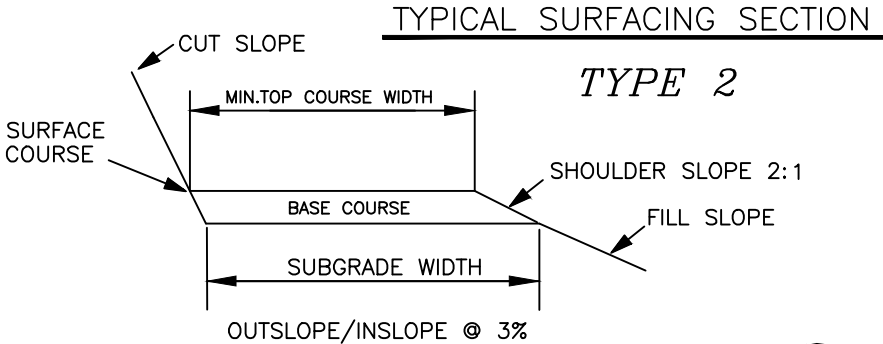 TYPICAL SURFACING SECTION
TYPE 2
CUT SLOPE
MIN.TOP COURSE WIDTH
SURFACE
COURSE
SHOULDER SLOPE 2:1
BASE COURSE
FILL SLOPE
SUBGRADE WIDTH
OUTSLOPE/INSLOPE @ 3%